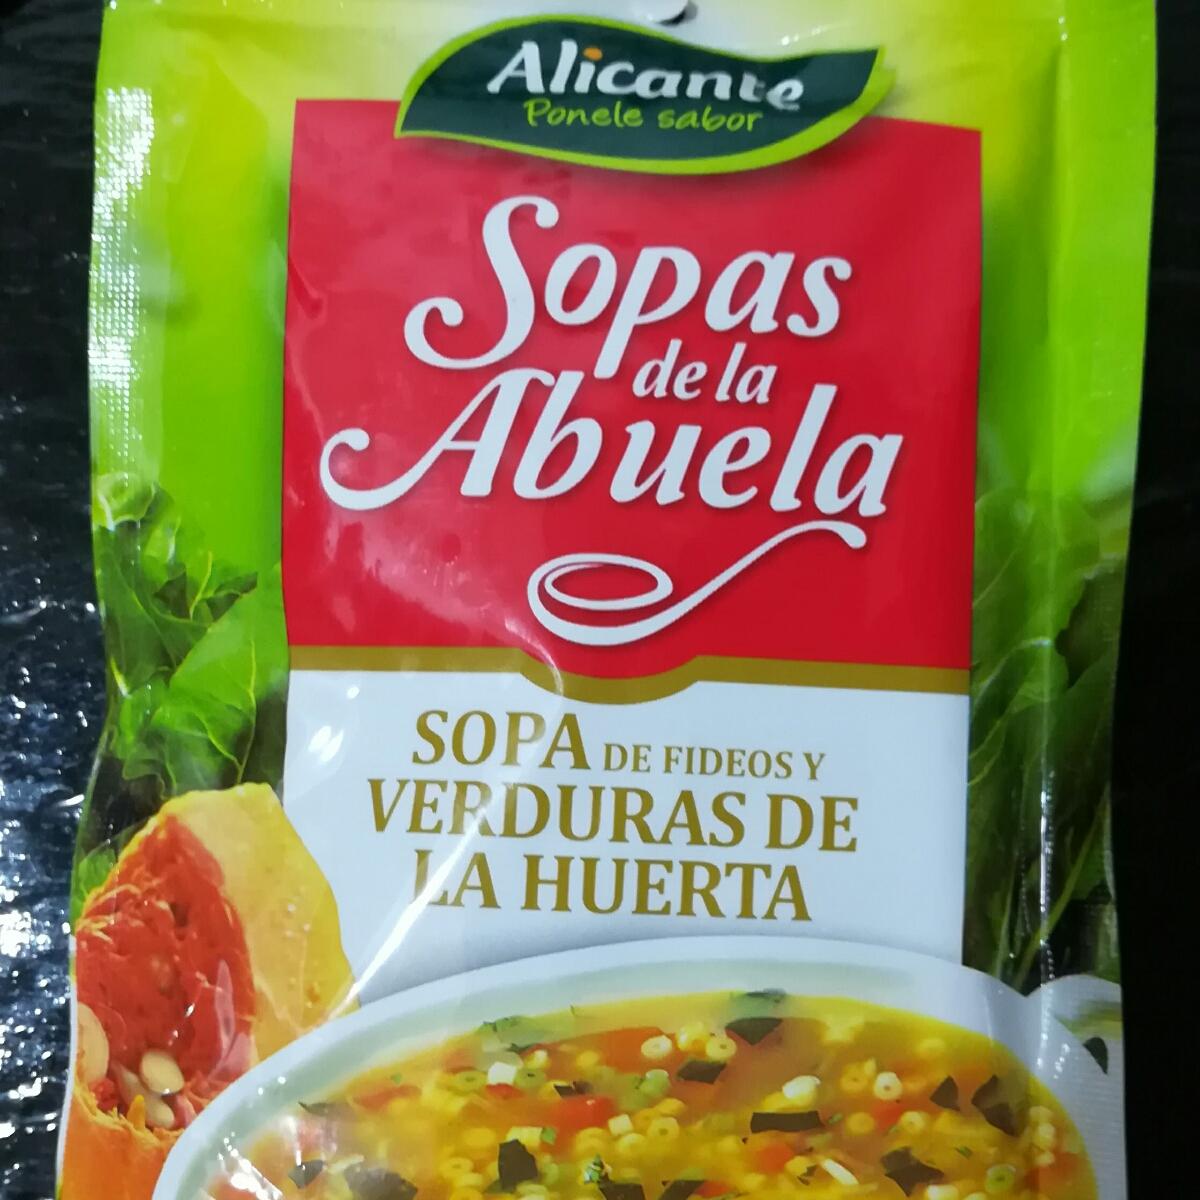 Alicante
Ponele sabor
Sopas
de la
Abuela
SOPA DE FIDEOS Y
VERDURAS DE
LA HUERTA